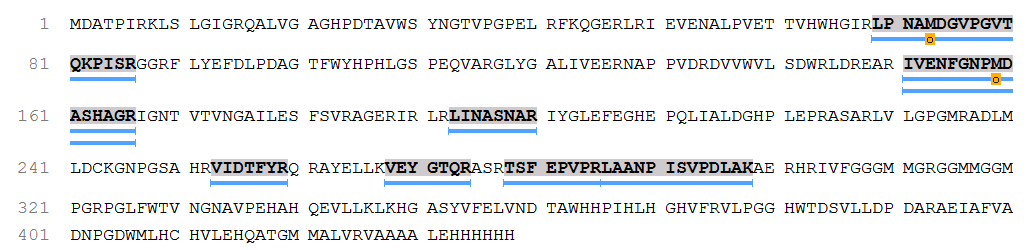 1 MDATPIRKLS LGIGRQALVG AGHPDTAVWS YNGTVPGPEL RFKQGERLRI EVENALPVET TVHWHGIRLP NAMDGVPGVT
o
81 QKPISRGGRF LYEFDLPDAG TFWYHPHLGS PEQVARGLYG ALIVEERNAP PVDRDVVWVL SDWRLDREAR IVENFGNPMD
o
161 ASHAGRIGNT VTVNGAILES FSVRAGERIR LRLINASNAR IYGLEFEGHE PQLIALDGHP LEPRASARLV LGPGMRADLM
241 LDCKGNPGSAH RVIDTFYRQ RAYELLKVEY GTQRASRTSF EPVPRLAANP ISVPDLAKAE RHRIVFGGGM MGRGGMMGGM
321 PGRPGLFWTV NGNAVPEHAH QEVLLKLKHG ASYVFELVND TAWHHPIHLH GHVFRVLPGG HWTDSVLLDP DARAEIAFVA
401 DNPGDWMLHC HVLEHQATGM MALVRVAAAA LEHHHHHH